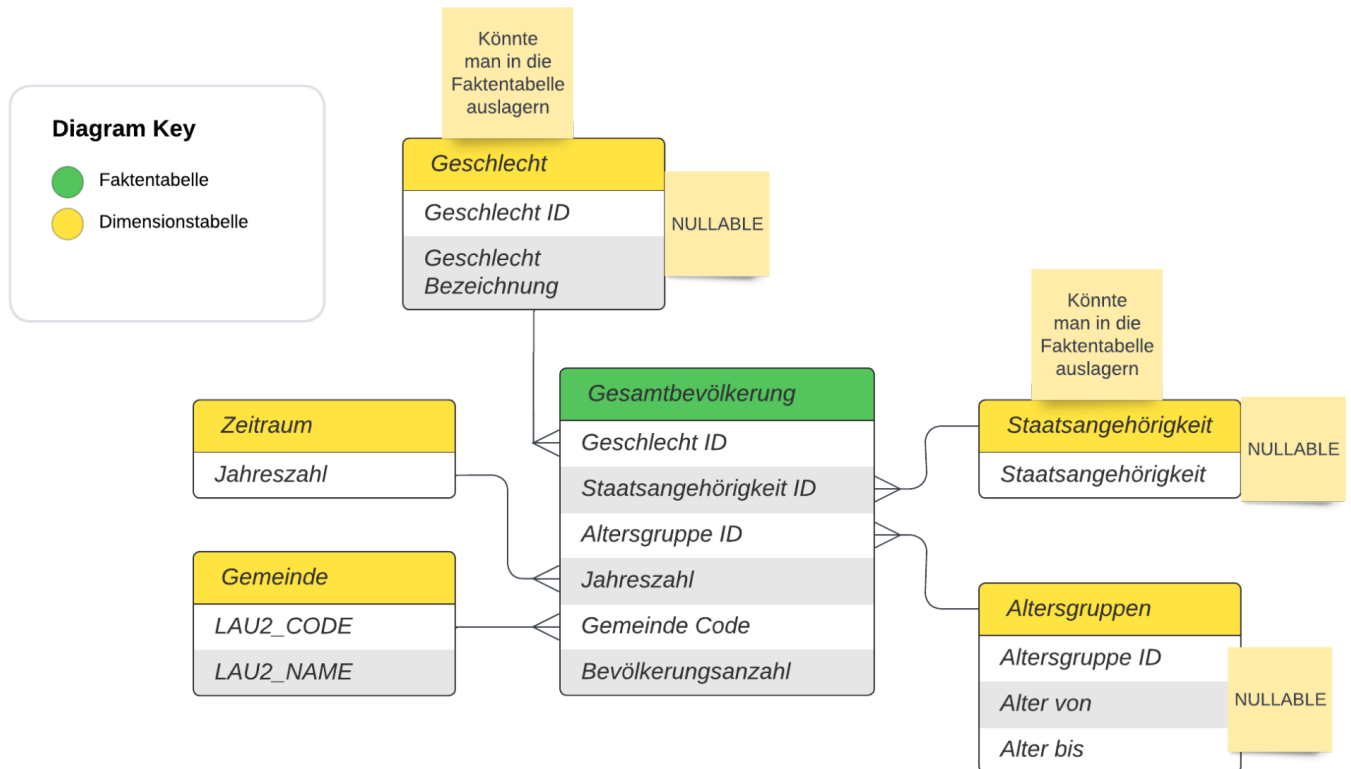 Könnte
man in die
Faktentabelle
auslagern
Diagram Key
Faktentabelle
Dimensionstabelle
Geschlecht
Geschlecht ID
Geschlecht
Bezeichnung
NULLABLE
Könnte
man in die
Faktentabelle
auslagern
Zeitraum
Jahreszahl
Gemeinde
LAU2_CODE
LAU2_NAME
Gesamtbevölkerung
Geschlecht ID
Staatsangehörigkeit ID
Altersgruppe ID
Jahreszahl
Gemeinde Code
Bevölkerungsanzahl
Staatsangehörigkeit
Staatsangehörigkeit
NULLABLE
Altersgruppen
Altersgruppe ID
Alter von
Alter bis
NULLABLE